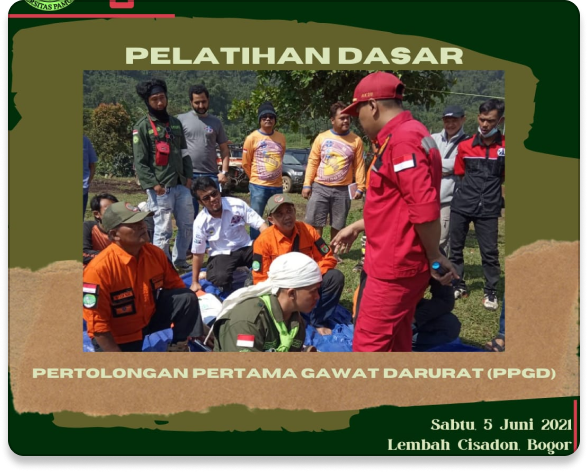 PELATIHAN DASAR
PERTOLONGAN PERTAMA GAWAT DARURAT (PPGD)
Sabtu, 5 Juni 2021
Lembah Cisadon, Bogor